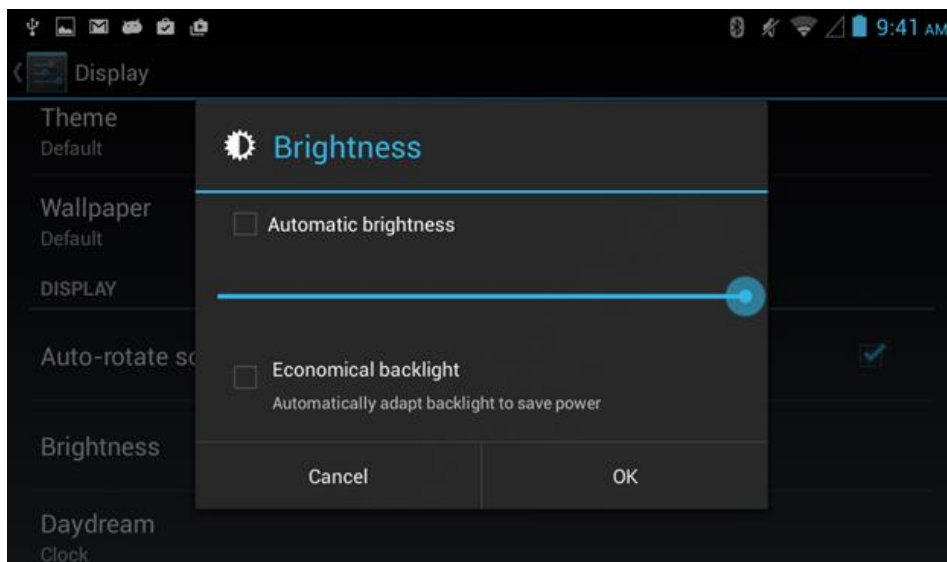 9:41 AM
Display
Theme
Default
Wallpaper
Default
DISPLAY
Auto-rotate sc
Brightness
Daydream
Clock
Brightness
Automatic brightness
Economical backlight
Automatically adapt backlight to save power
Cancel
OK